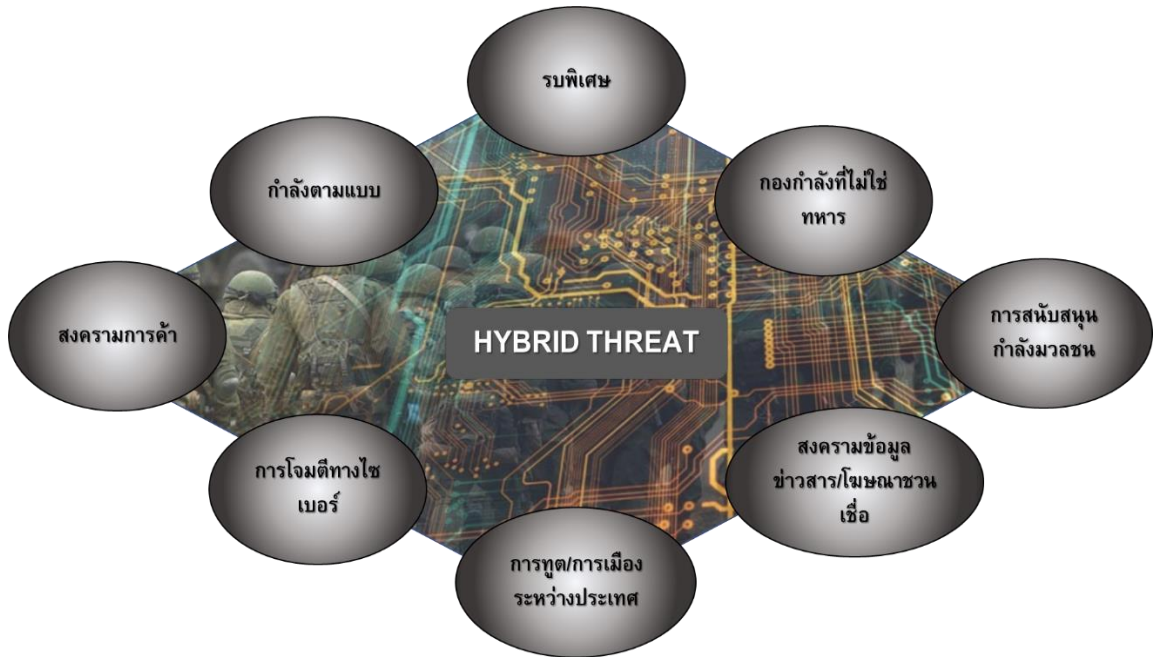 รบพิเศษ
กำลังตามแบบ
กองกำลังที่ไม่ใช่
ทหาร
สงครามการค้า
HYBRID THREAT
การสนับสนุน
กำลังมวลชน
การโจมตีทางไซ
เบอร์
สงครามข้อมูล
ข่าวสาร/โฆษณาชวน
เชื่อ
การทูต/การเมือง
ระหว่างประเทศ